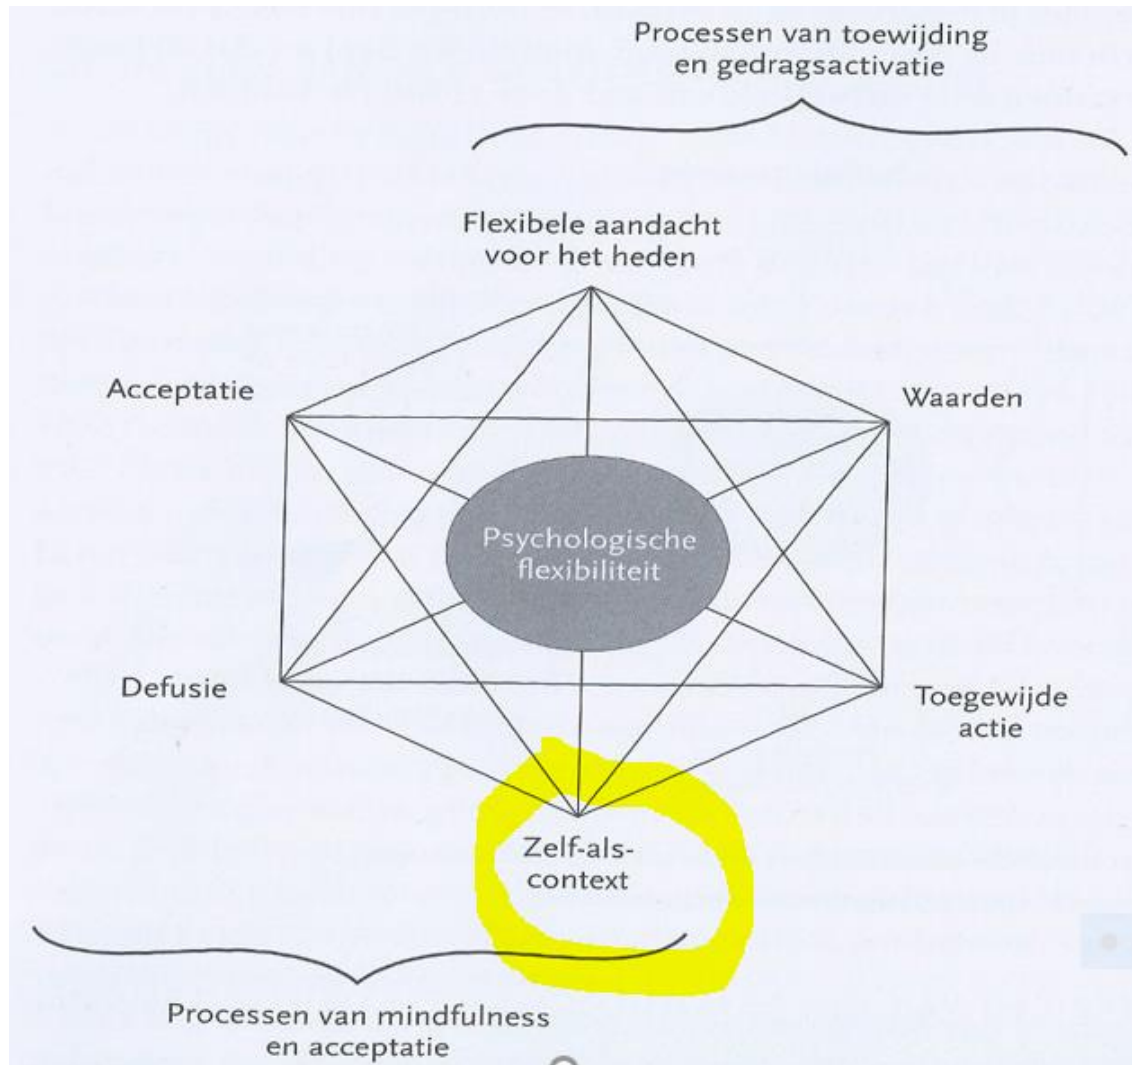 Processen van toewijding
en gedragsactivatie
Flexibele aandacht
voor het heden
Acceptatie
Waarden
Psychologische
flexibiliteit
Defusie
Toegewijde
actie
Zelf-als-
context
Processen van mindfulness
en acceptatie